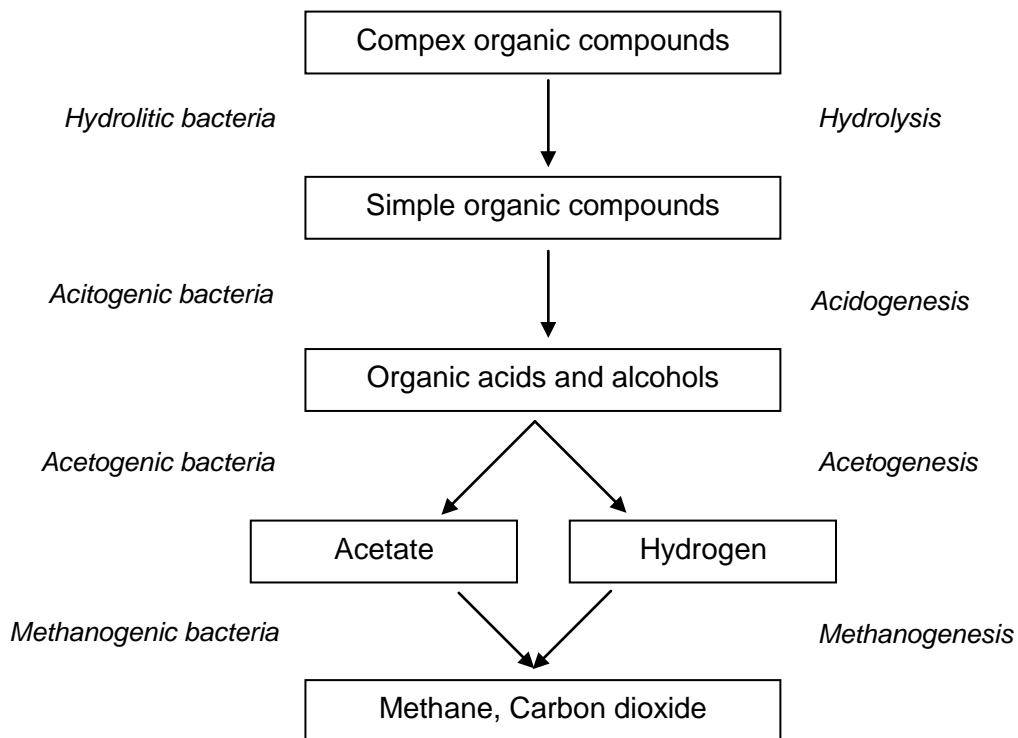 Compex organic compounds
Hydrolitic bacteria
Hydrolysis
Simple organic compounds
Acitogenic bacteria
Acidogenesis
Organic acids and alcohols
Acetogenic bacteria
Acetogenesis
Acetate
Hydrogen
Methanogenic bacteria
Methanogenesis
Methane, Carbon dioxide